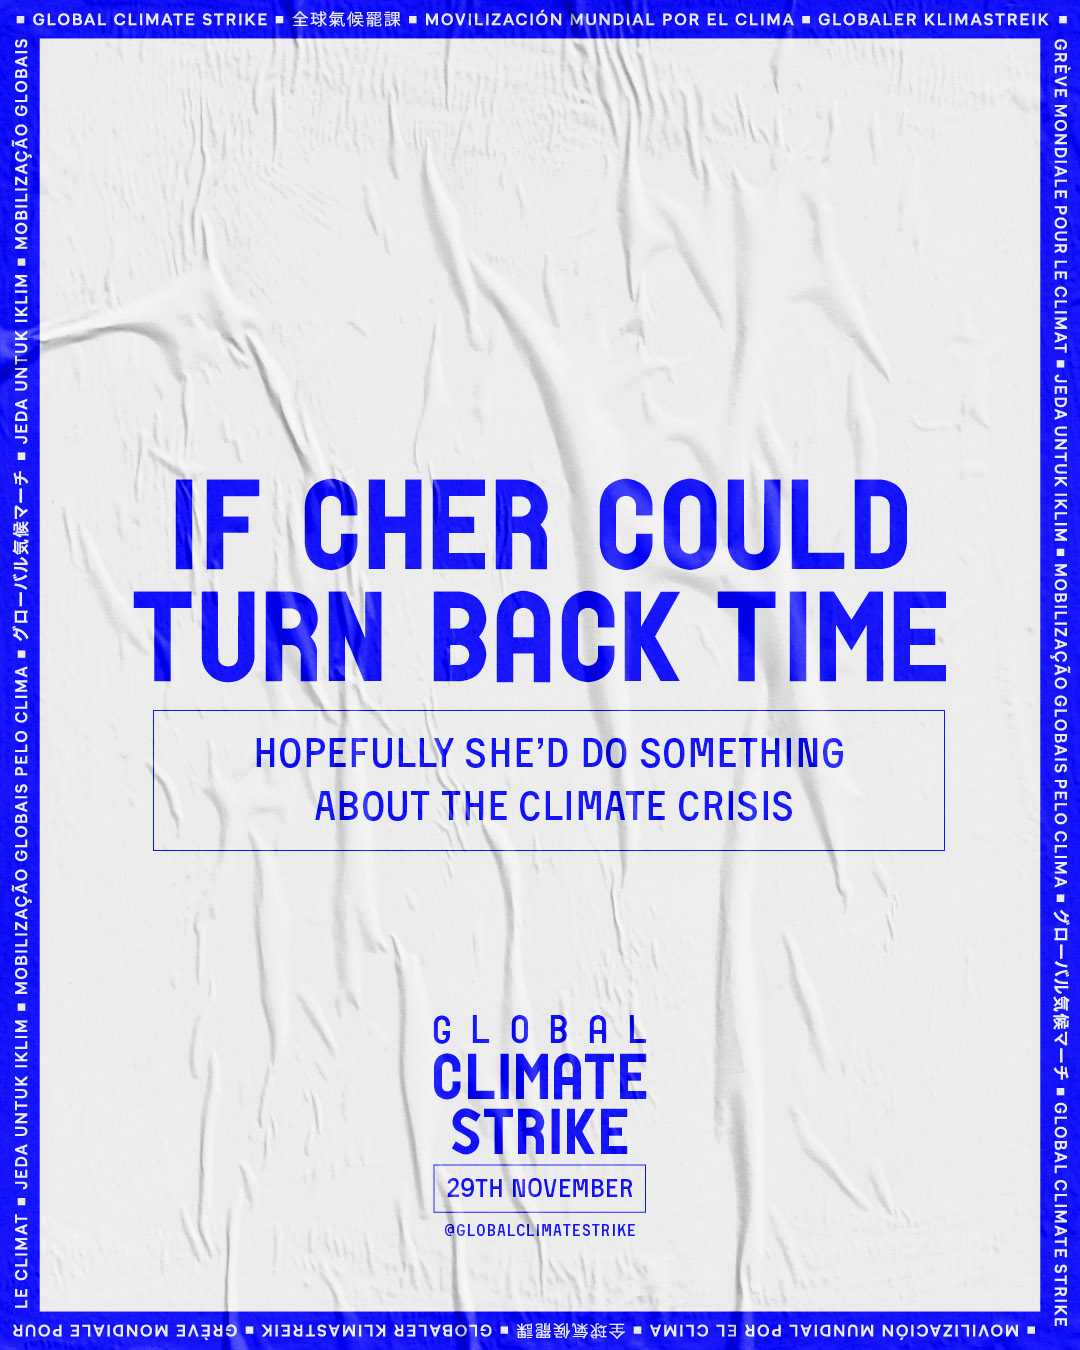 ■ GLOBAL CLIMATE STRIKE ■ 全球氣候罷課 ■ MOVILIZACIÓN MUNDIAL POR EL CLIMA ■ GLOBALER KLIMASTREIK ■
GRÈVE MONDIALE POUR LE CLIMAT ■ JEDA UNTUK IKLIM ■ MOBILIZAÇÃO GLOBAIS PELO CLIMA ■ グローバル気候マーチ ■ GLOBAL CLIMATE STRIKE
IF CHER COULD
TURN BACK TIME
HOPEFULLY SHE’D DO SOMETHING
ABOUT THE CLIMATE CRISIS
GLOBAL
CLIMATE
STRIKE
29TH NOVEMBER
@GLOBALCLIMATESTRIKE
■ MOVILIZACIÓN MUNDIAL POR EL CLIMA ■ 全球氣候罷課 ■ GLOBALER KLIMASTREIK ■ GRÈVE MONDIALE POUR
LE CLIMAT ■ JEDA UNTUK IKLIM ■ MOBILIZAÇÃO GLOBAIS PELO CLIMA ■ グローバル気候マーチ ■ JEDA UNTUK IKLIM ■ MOBILIZAÇÃO GLOBAIS